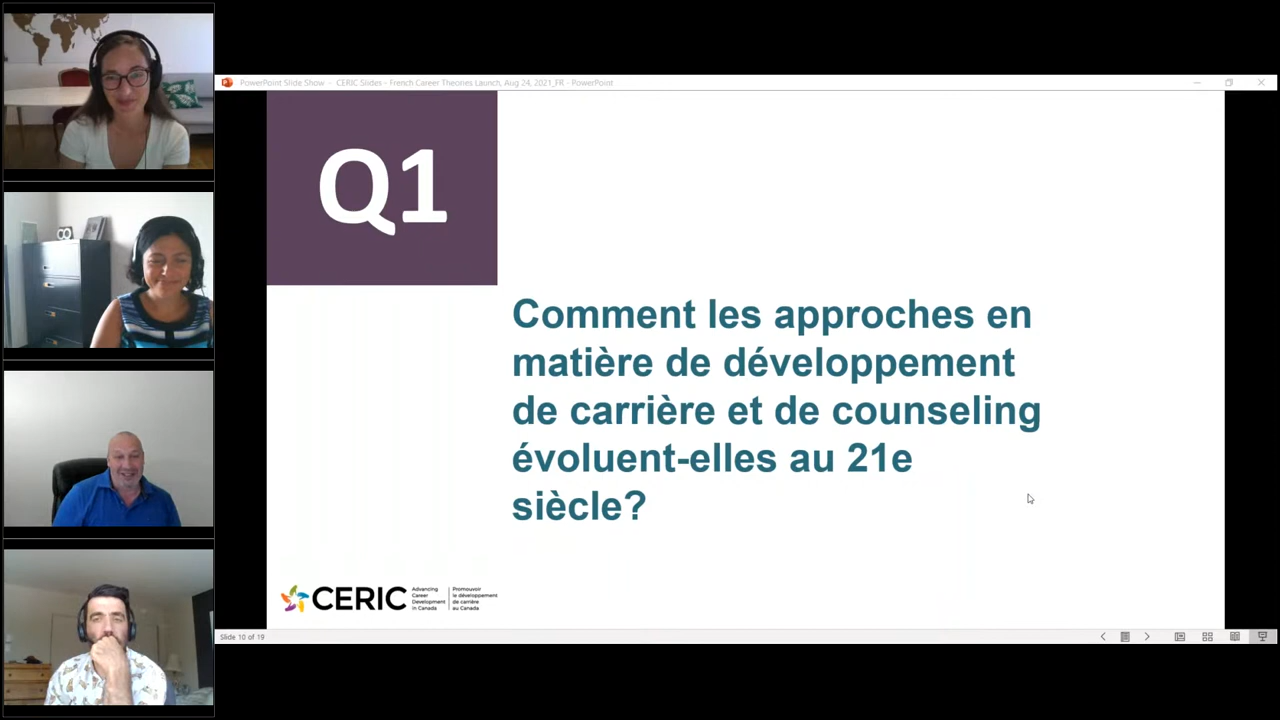 PowerPoint Slide Show - CERIC Slides - French Career Theories Launch, Aug 24, 2021_FR - PowerPoint
Q1
Comment les approches en
matière de développement
de carrière et de counseling
évoluent-elles au 21e
siècle?
CERIC
Advancing
Career
Development
in Canada
Promouvoir
le développement
de carrière
au Canada
Slide 10 of 19